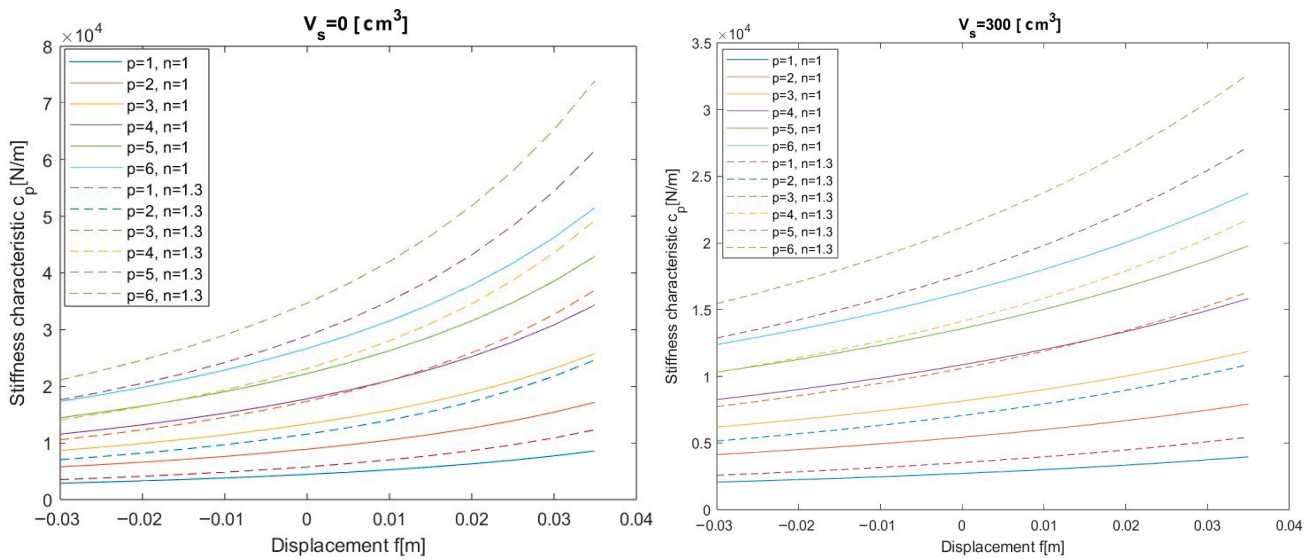 V_s=0 [cm³]
×10⁴
8
7
6
5
4
3
2
1
0
Stiffness characteristic c_p[N/m]
p=1, n=1
p=2, n=1
p=3, n=1
p=4, n=1
p=5, n=1
p=6, n=1
p=1, n=1.3
p=2, n=1.3
p=3, n=1.3
p=4, n=1.3
p=5, n=1.3
p=6, n=1.3
−0.03 −0.02 −0.01 0 0.01 0.02 0.03 0.04
Displacement f[m]
V_s=300 [cm³]
×10⁴
3.5
3
2.5
2
1.5
1
0.5
0
Stiffness characteristic c_p[N/m]
p=1, n=1
p=2, n=1
p=3, n=1
p=4, n=1
p=5, n=1
p=6, n=1
p=1, n=1.3
p=2, n=1.3
p=3, n=1.3
p=4, n=1.3
p=5, n=1.3
p=6, n=1.3
−0.03 −0.02 −0.01 0 0.01 0.02 0.03 0.04
Displacement f[m]